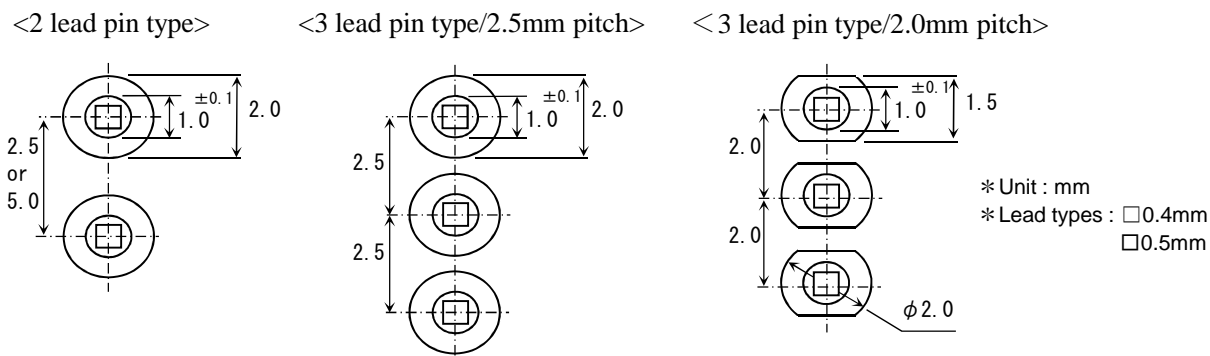 <2 lead pin type>
2.5
or
5.0
1.0 ±0.1
2.0
<3 lead pin type/2.5mm pitch>
2.5
2.5
1.0 ±0.1
2.0
＜3 lead pin type/2.0mm pitch>
2.0
2.0
1.0 ±0.1
1.5
φ2.0
＊Unit : mm
＊Lead types : □0.4mm
□0.5mm